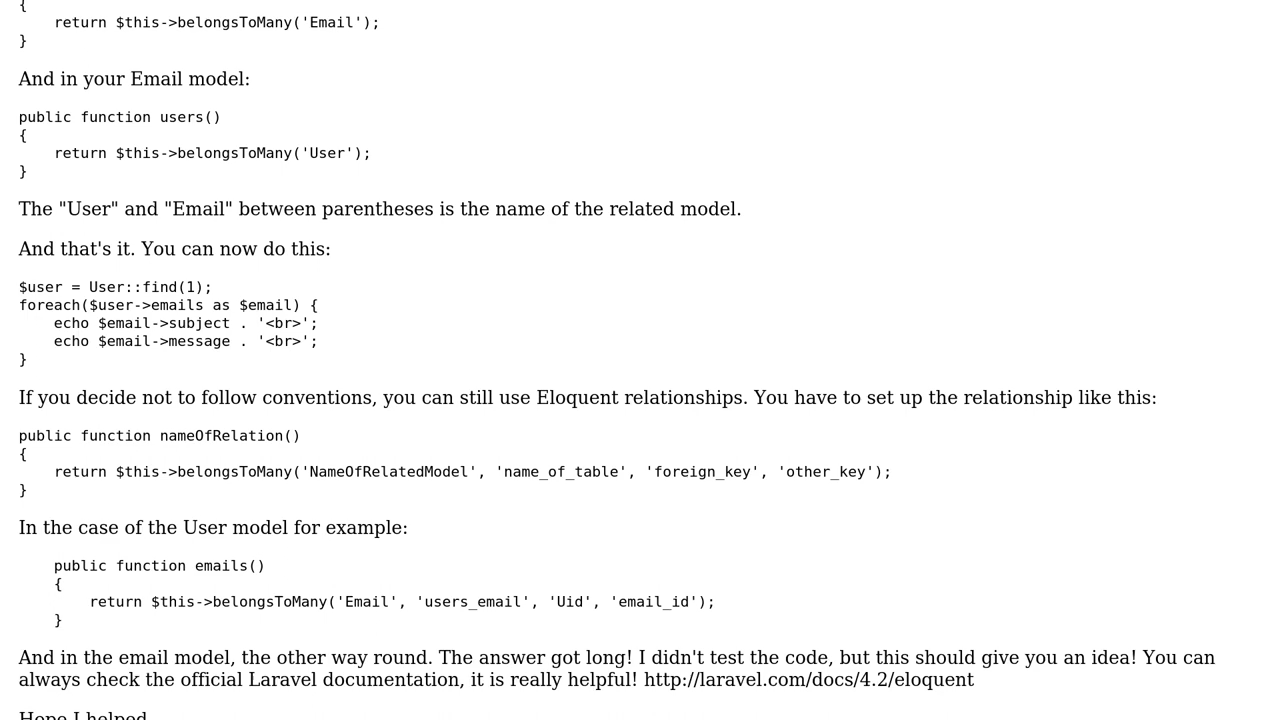 {
    return $this->belongsToMany('Email');
}
And in your Email model:
public function users()
{
    return $this->belongsToMany('User');
}
The "User" and "Email" between parentheses is the name of the related model.
And that's it. You can now do this:
$user = User::find(1);
foreach($user->emails as $email) {
    echo $email->subject . '<br>';
    echo $email->message . '<br>';
}
If you decide not to follow conventions, you can still use Eloquent relationships. You have to set up the relationship like this:
public function nameOfRelation()
{
    return $this->belongsToMany('NameOfRelatedModel', 'name_of_table', 'foreign_key', 'other_key');
}
In the case of the User model for example:
    public function emails()
    {
        return $this->belongsToMany('Email', 'users_email', 'Uid', 'email_id');
    }
And in the email model, the other way round. The answer got long! I didn't test the code, but this should give you an idea! You can
always check the official Laravel documentation, it is really helpful! http://laravel.com/docs/4.2/eloquent
Hope I helped